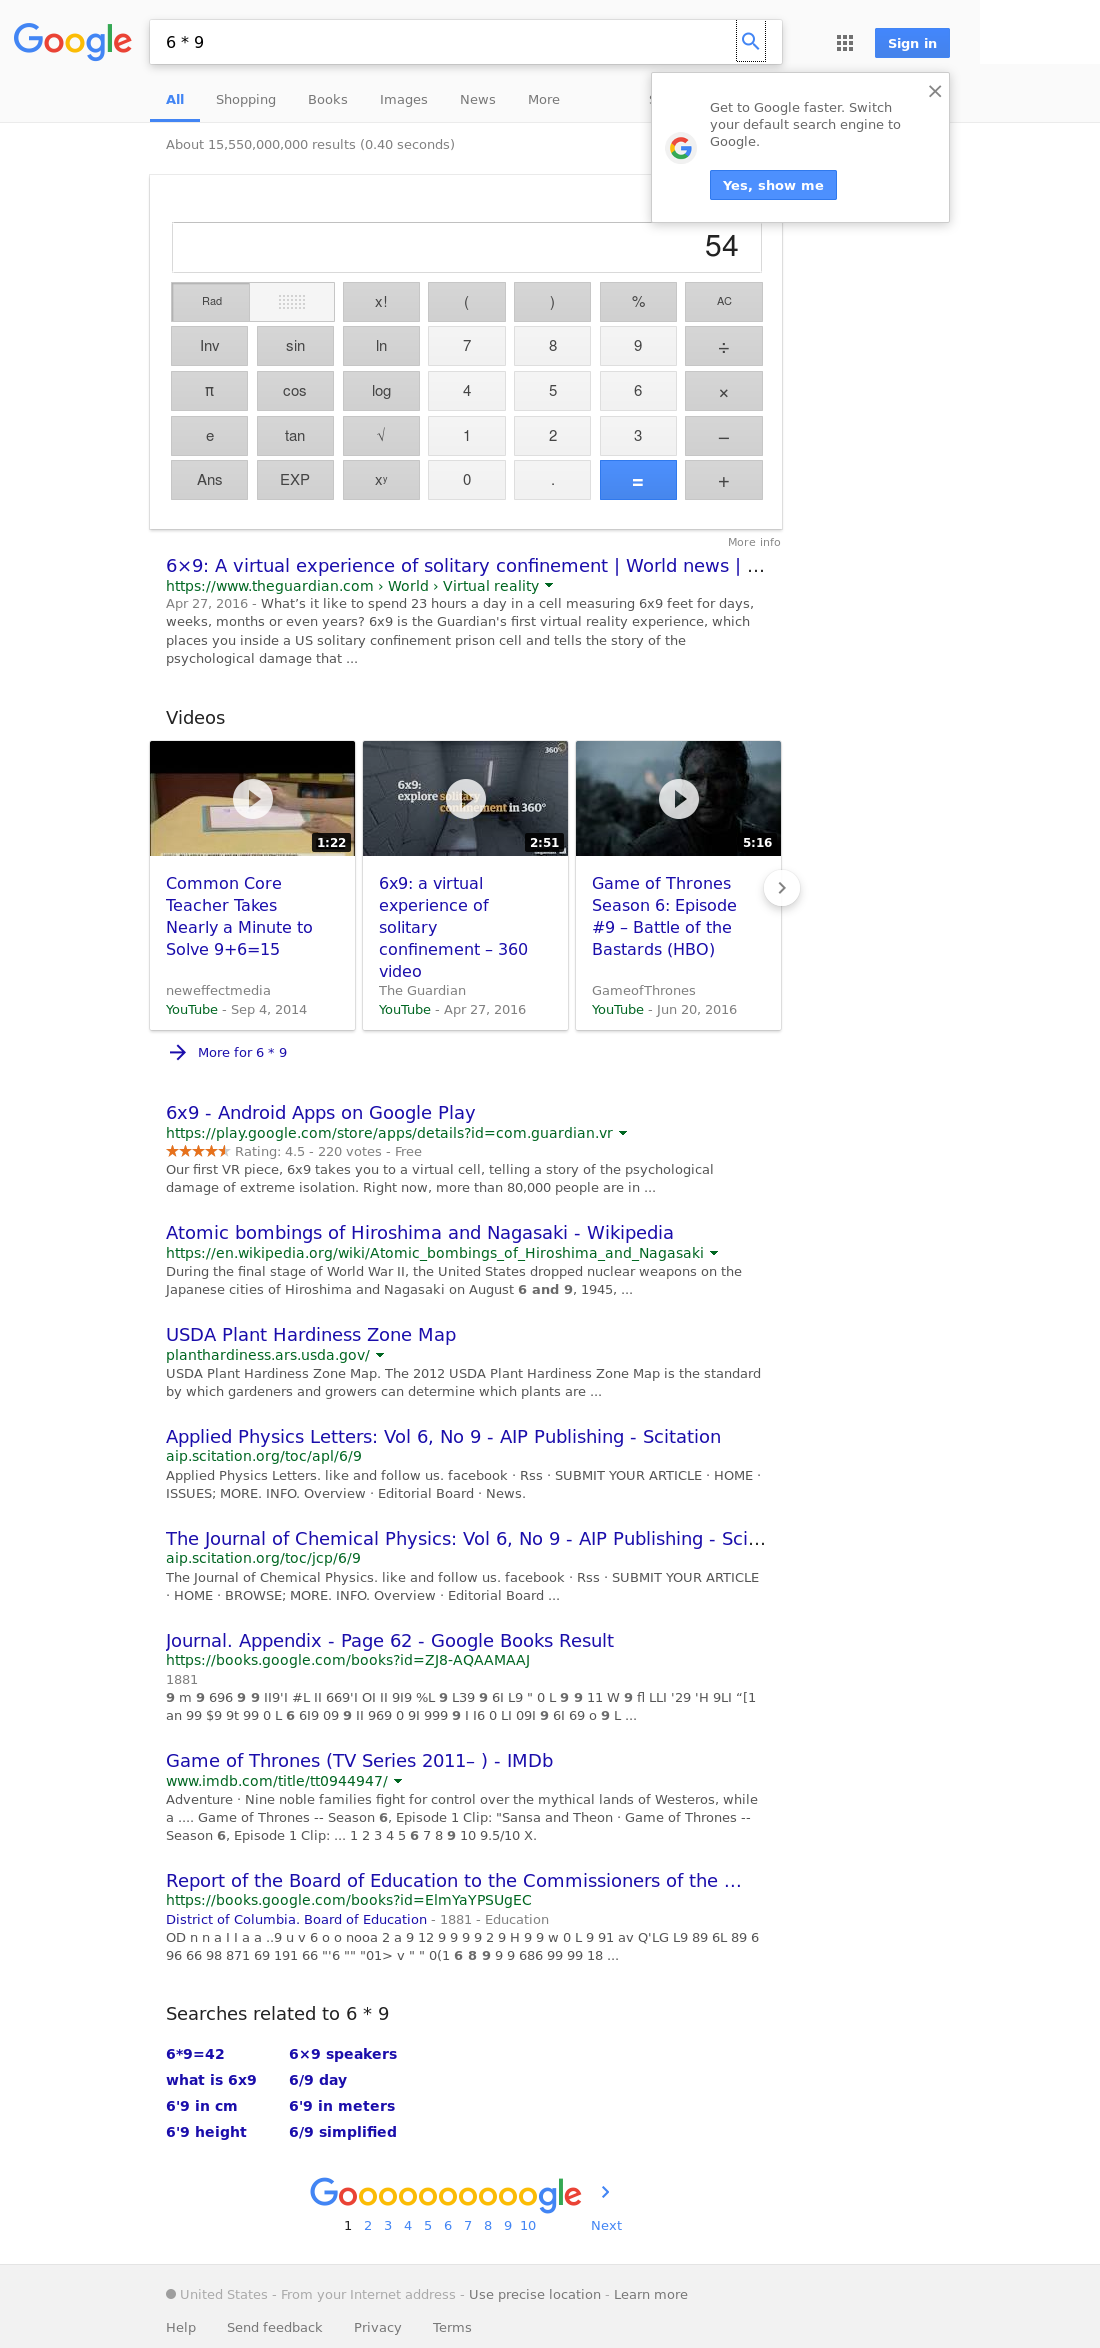 Google
6 * 9
Sign in
All Shopping Books Images News More
Get to Google faster. Switch
your default search engine to
Google.
Yes, show me
About 15,550,000,000 results (0.40 seconds)
54
Rad x! ( ) % AC
Inv sin ln 7 8 9 ÷
π cos log 4 5 6 ×
e tan √ 1 2 3 −
Ans EXP xy 0 . = +
More info
6×9: A virtual experience of solitary confinement | World news | ...
https://www.theguardian.com › World › Virtual reality
Apr 27, 2016 - What’s it like to spend 23 hours a day in a cell measuring 6x9 feet for days,
weeks, months or even years? 6x9 is the Guardian's first virtual reality experience, which
places you inside a US solitary confinement prison cell and tells the story of the
psychological damage that ...
Videos
1:22
360°
6x9:
explore solitary
confinement in 360°
2:51
5:16
Common Core
Teacher Takes
Nearly a Minute to
Solve 9+6=15
neweffectmedia
YouTube - Sep 4, 2014
6x9: a virtual
experience of
solitary
confinement – 360
video
The Guardian
YouTube - Apr 27, 2016
Game of Thrones
Season 6: Episode
#9 – Battle of the
Bastards (HBO)
GameofThrones
YouTube - Jun 20, 2016
More for 6 * 9
6x9 - Android Apps on Google Play
https://play.google.com/store/apps/details?id=com.guardian.vr
Rating: 4.5 - 220 votes - Free
Our first VR piece, 6x9 takes you to a virtual cell, telling a story of the psychological
damage of extreme isolation. Right now, more than 80,000 people are in ...
Atomic bombings of Hiroshima and Nagasaki - Wikipedia
https://en.wikipedia.org/wiki/Atomic_bombings_of_Hiroshima_and_Nagasaki
During the final stage of World War II, the United States dropped nuclear weapons on the
Japanese cities of Hiroshima and Nagasaki on August 6 and 9, 1945, ...
USDA Plant Hardiness Zone Map
planthardiness.ars.usda.gov/
USDA Plant Hardiness Zone Map. The 2012 USDA Plant Hardiness Zone Map is the standard
by which gardeners and growers can determine which plants are ...
Applied Physics Letters: Vol 6, No 9 - AIP Publishing - Scitation
aip.scitation.org/toc/apl/6/9
Applied Physics Letters. like and follow us. facebook · Rss · SUBMIT YOUR ARTICLE · HOME ·
ISSUES; MORE. INFO. Overview · Editorial Board · News.
The Journal of Chemical Physics: Vol 6, No 9 - AIP Publishing - Sci...
aip.scitation.org/toc/jcp/6/9
The Journal of Chemical Physics. like and follow us. facebook · Rss · SUBMIT YOUR ARTICLE
· HOME · BROWSE; MORE. INFO. Overview · Editorial Board ...
Journal. Appendix - Page 62 - Google Books Result
https://books.google.com/books?id=ZJ8-AQAAMAAJ
1881
9 m 9 696 9 9 II9'I #L II 669'I OI II 9I9 %L 9 L39 9 6I L9 " 0 L 9 9 11 W 9 fl LLI '29 'H 9LI “[1
an 99 $9 9t 99 0 L 6 6I9 09 9 II 969 0 9I 999 9 I I6 0 LI 09I 9 6I 69 o 9 L ...
Game of Thrones (TV Series 2011– ) - IMDb
www.imdb.com/title/tt0944947/
Adventure · Nine noble families fight for control over the mythical lands of Westeros, while
a .... Game of Thrones -- Season 6, Episode 1 Clip: "Sansa and Theon · Game of Thrones --
Season 6, Episode 1 Clip: ... 1 2 3 4 5 6 7 8 9 10 9.5/10 X.
Report of the Board of Education to the Commissioners of the ...
https://books.google.com/books?id=ElmYaYPSUgEC
District of Columbia. Board of Education - 1881 - Education
OD n n a I I a a ..9 u v 6 o o nooa 2 a 9 12 9 9 9 9 2 9 H 9 9 w 0 L 9 91 av Q'LG L9 89 6L 89 6
96 66 98 871 69 191 66 "'6 "" "01> v " " 0(1 6 8 9 9 9 686 99 99 18 ...
Searches related to 6 * 9
6*9=42 6×9 speakers
what is 6x9 6/9 day
6'9 in cm 6'9 in meters
6'9 height 6/9 simplified
Goooooooooogle
1 2 3 4 5 6 7 8 9 10 Next
United States - From your Internet address - Use precise location - Learn more
Help Send feedback Privacy Terms